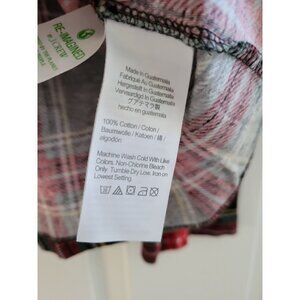 RE-IMAGINED
BY J.CREW
Made In Guatemala
Fabriqué Au Guatemala
Hergestellt In Guatemala
Vervaardigd In Guatemala
グアテマラ製
hecho en guatemala
100% Cotton / Coton /
Baumwolle / Katoen / 綿 /
algodón
Machine Wash Cold With Like
Colors. Non-Chlorine Bleach
Only. Tumble Dry Low. Iron on
Lowest Setting.